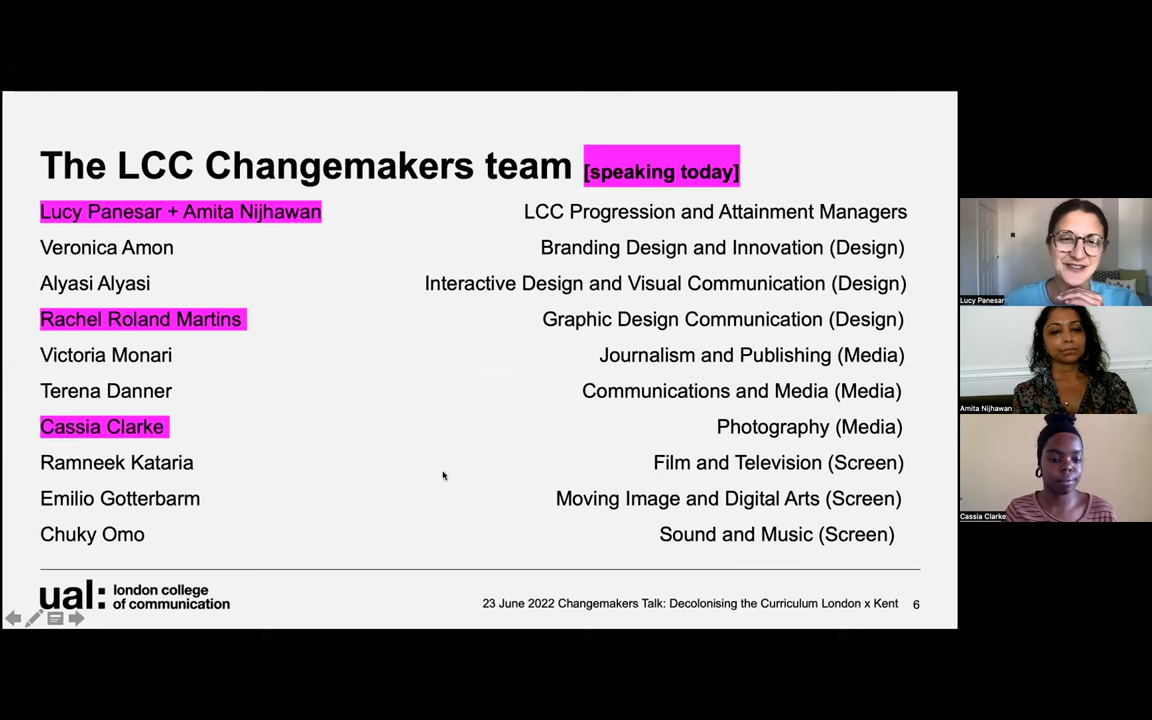 The LCC Changemakers team [speaking today]
Lucy Panesar + Amita Nijhawan LCC Progression and Attainment Managers
Veronica Amon Branding Design and Innovation (Design)
Alyasi Alyasi Interactive Design and Visual Communication (Design)
Rachel Roland Martins Graphic Design Communication (Design)
Victoria Monari Journalism and Publishing (Media)
Terena Danner Communications and Media (Media)
Cassia Clarke Photography (Media)
Ramneek Kataria Film and Television (Screen)
Emilio Gotterbarm Moving Image and Digital Arts (Screen)
Chuky Omo Sound and Music (Screen)
ual: london college
of communication
23 June 2022 Changemakers Talk: Decolonising the Curriculum London x Kent 6
Lucy Panesar
Amita Nijhawan
Cassia Clarke